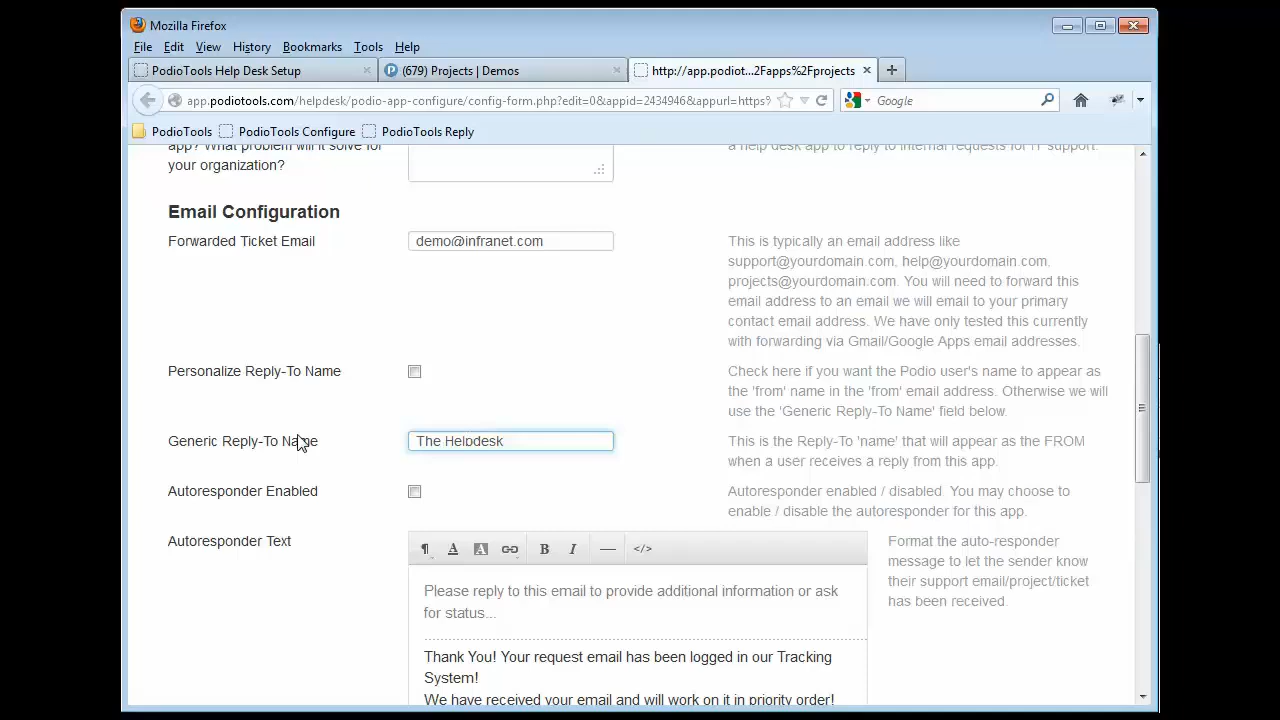 Mozilla Firefox
File Edit View History Bookmarks Tools Help
PodioTools Help Desk Setup
(679) Projects | Demos
http://app.podiot...2Fapps%2Fprojects
app.podiotools.com/helpdesk/podio-app-configure/config-form.php?edit=0&appid=2434946&appurl=https?
Google
PodioTools PodioTools Configure PodioTools Reply
app? What problem will it solve for
your organization?
a help desk app to reply to internal requests for IT support.
Email Configuration
Forwarded Ticket Email
demo@infranet.com
This is typically an email address like
support@yourdomain.com, help@yourdomain.com,
projects@yourdomain.com. You will need to forward this
email address to an email we will email to your primary
contact email address. We have only tested this currently
with forwarding via Gmail/Google Apps email addresses.
Personalize Reply-To Name
Check here if you want the Podio user's name to appear as
the 'from' name in the 'from' email address. Otherwise we will
use the 'Generic Reply-To Name' field below.
Generic Reply-To Name
The Helpdesk
This is the Reply-To 'name' that will appear as the FROM
when a user receives a reply from this app.
Autoresponder Enabled
Autoresponder enabled / disabled. You may choose to
enable / disable the autoresponder for this app.
Autoresponder Text
¶ A A B I — </>
Please reply to this email to provide additional information or ask
for status...
Thank You! Your request email has been logged in our Tracking
System!
We have received your email and will work on it in priority order!
Format the auto-responder
message to let the sender know
their support email/project/ticket
has been received.